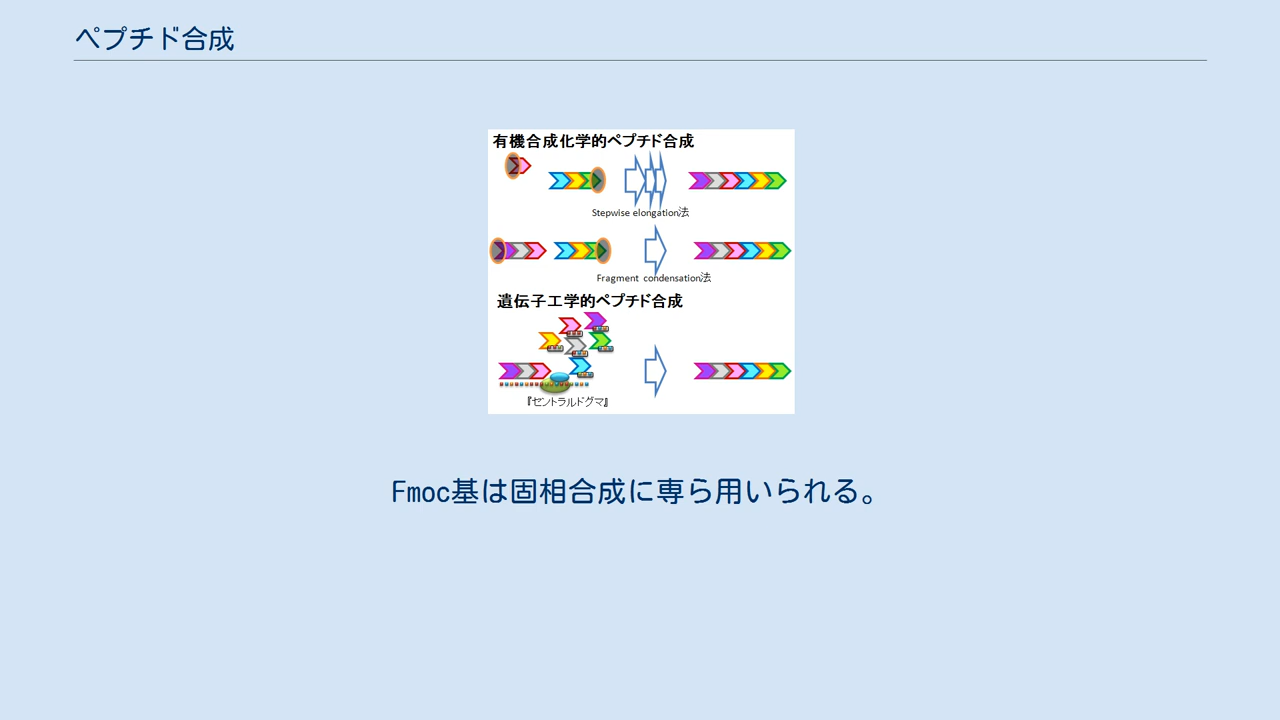 ペプチド合成
有機合成化学的ペプチド合成
Stepwise elongation法
Fragment condensation法
遺伝子工学的ペプチド合成
『セントラルドグマ』
Fmoc基は固相合成に専ら用いられる。